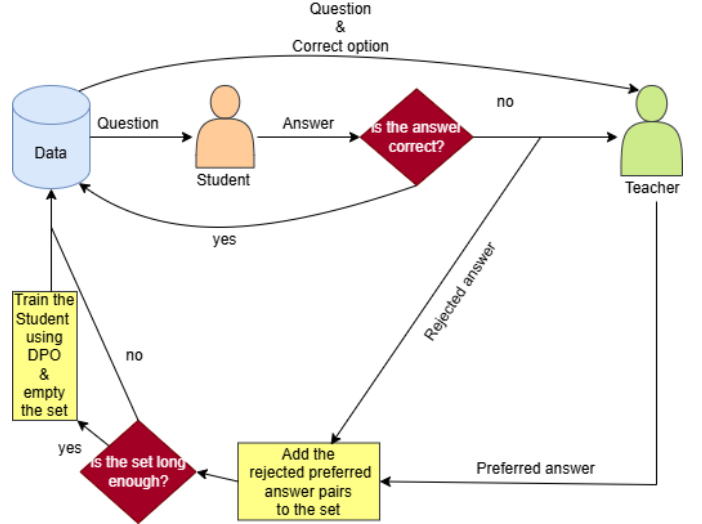 Question
&
Correct option
Data
Question
Student
Answer
Is the answer
correct?
no
Teacher
yes
Rejected answer
Train the
Student
using
DPO
&
empty
the set
no
yes
Is the set long
enough?
Add the
rejected preferred
answer pairs
to the set
Preferred answer